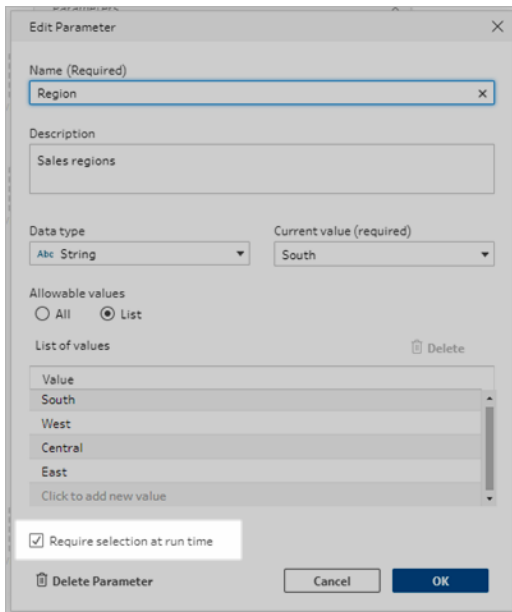 Parameters
Edit Parameter
Name (Required)
Region
Description
Sales regions
Data type
Current value (required)
Abc String
South
Allowable values
All
List
List of values
Delete
Value
South
West
Central
East
Click to add new value
Require selection at run time
Delete Parameter
Cancel
OK